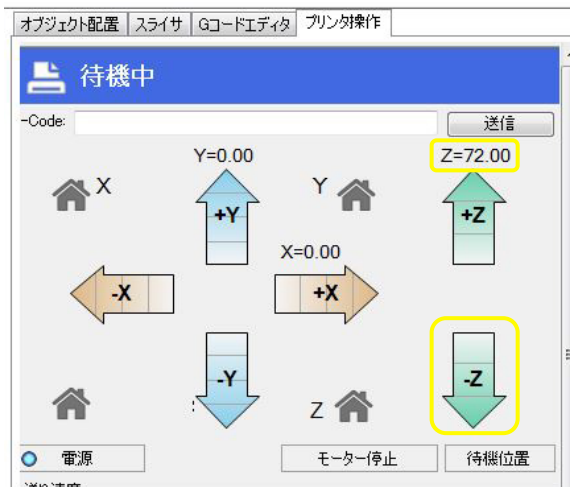 オブジェクト配置 スライサ Gコードエディタ プリンタ操作
待機中
-Code: 送信
Y=0.00 Z=72.00
X Y
+Y +Z
X=0.00
-X +X
-Y -Z
Z
電源 モーター停止 待機位置